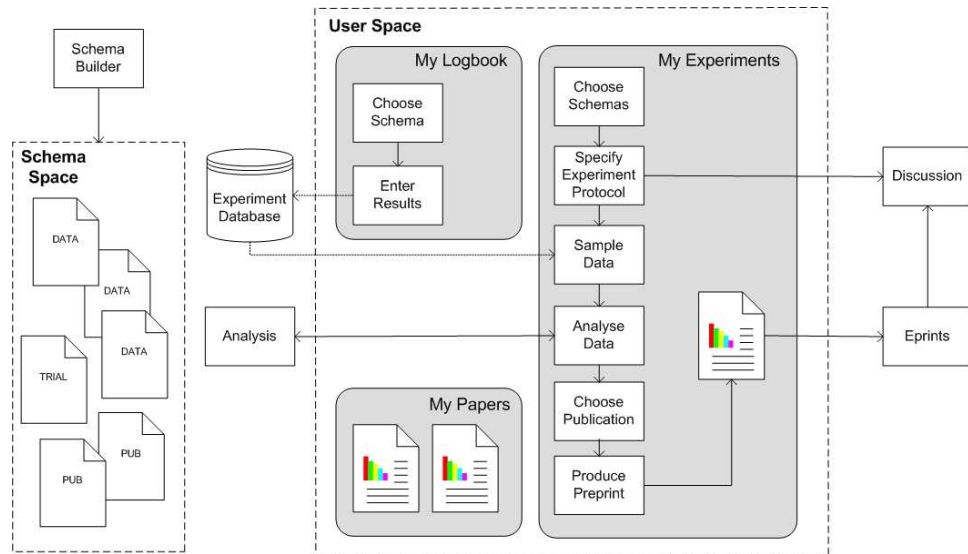 Schema
Builder
Schema
Space
DATA
DATA
DATA
TRIAL
PUB
PUB
Experiment
Database
Analysis
User Space
My Logbook
Choose
Schema
Enter
Results
My Papers
My Experiments
Choose
Schemas
Specify
Experiment
Protocol
Sample
Data
Analyse
Data
Choose
Publication
Produce
Preprint
Discussion
Eprints